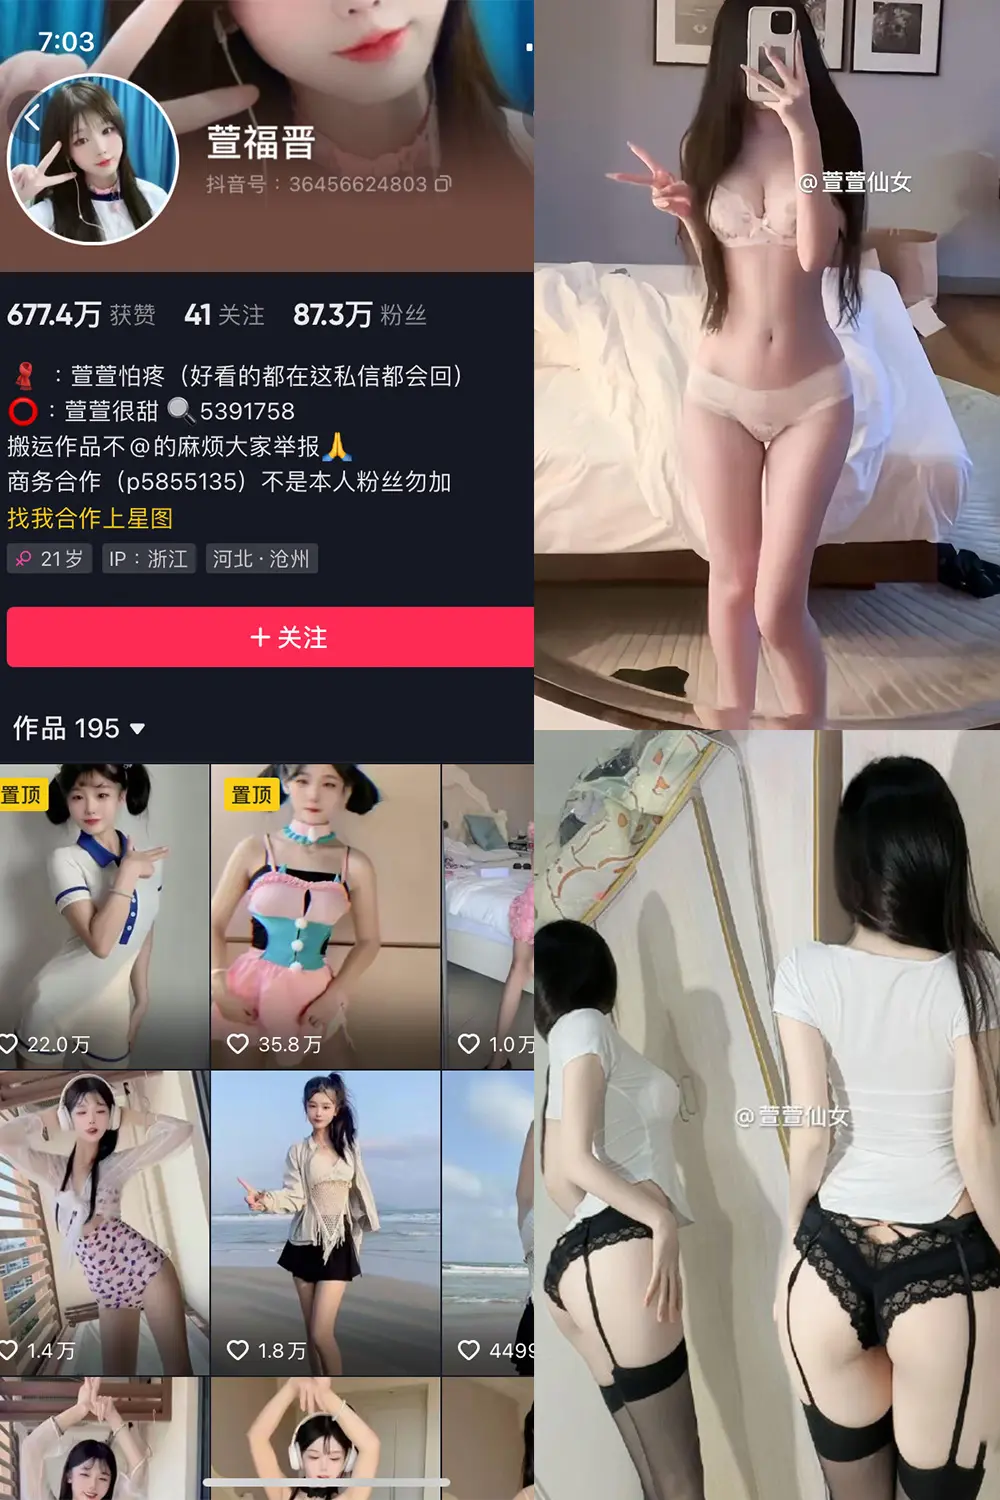 7:03
萱福晋
抖音号：36456624803
677.4万 获赞 41 关注 87.3万 粉丝
：萱萱怕疼（好看的都在这私信都会回）
：萱萱很甜 5391758
搬运作品不@的麻烦大家举报
商务合作（p5855135）不是本人粉丝勿加
找我合作上星图
21岁 IP：浙江 河北·沧州
+关注
作品 195
置顶 置顶
22.0万 35.8万 1.0万
1.4万 1.8万 4499
@萱萱仙女
@萱萱仙女